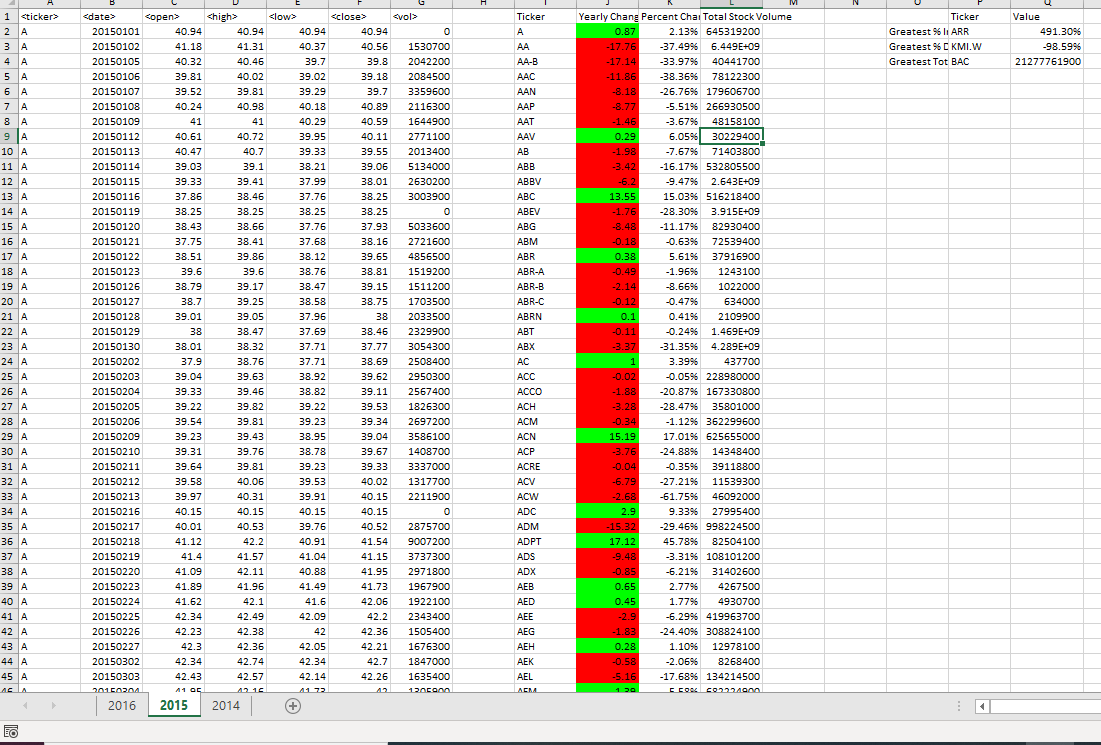 H I J K L M N O P Q
1 <ticker> <date> <open> <high> <low> <close> <vol> Ticker Yearly Chang Percent Char Total Stock Volume Ticker Value
2 A 20150101 40.94 40.94 40.94 40.94 0 A 0.87 2.13% 645319200 Greatest % I ARR 491.30%
3 A 20150102 41.18 41.31 40.37 40.56 1530700 AA -17.76 -37.49% 6.449E+09 Greatest % D KMI.W -98.59%
4 A 20150105 40.32 40.46 39.7 39.8 2042200 AA-B -17.14 -33.97% 40441700 Greatest Tot BAC 21277761900
5 A 20150106 39.81 40.02 39.02 39.18 2084500 AAC -11.86 -38.36% 78122300
6 A 20150107 39.52 39.81 39.29 39.7 3359600 AAN -8.18 -26.76% 179606700
7 A 20150108 40.24 40.98 40.18 40.89 2116300 AAP -8.77 -5.51% 266930500
8 A 20150109 41 41 40.29 40.59 1644900 AAT -1.46 -3.67% 48158100
9 A 20150112 40.61 40.72 39.95 40.11 2771100 AAV 0.29 6.05% 30229400
10 A 20150113 40.47 40.7 39.33 39.55 2013400 AB -1.98 -7.67% 71403800
11 A 20150114 39.03 39.1 38.21 39.06 5134000 ABB -3.42 -16.17% 532805500
12 A 20150115 39.33 39.41 37.99 38.01 2630200 ABBV -6.2 -9.47% 2.643E+09
13 A 20150116 37.86 38.46 37.76 38.25 3003900 ABC 13.55 15.03% 516218400
14 A 20150119 38.25 38.25 38.25 38.25 0 ABEV -1.76 -28.30% 3.915E+09
15 A 20150120 38.43 38.66 37.76 37.93 5033600 ABG -8.48 -11.17% 82930400
16 A 20150121 37.75 38.41 37.68 38.16 2721600 ABM -0.18 -0.63% 72539400
17 A 20150122 38.51 39.86 38.12 39.65 4856500 ABR 0.38 5.61% 37916900
18 A 20150123 39.6 39.6 38.76 38.81 1519200 ABR-A -0.49 -1.96% 1243100
19 A 20150126 38.79 39.17 38.47 39.15 1511200 ABR-B -2.14 -8.66% 1022000
20 A 20150127 38.7 39.25 38.58 38.75 1703500 ABR-C -0.12 -0.47% 634000
21 A 20150128 39.01 39.05 37.96 38 2033500 ABRN 0.1 0.41% 2109900
22 A 20150129 38 38.47 37.69 38.46 2329900 ABT -0.11 -0.24% 1.469E+09
23 A 20150130 38.01 38.32 37.71 37.77 3054300 ABX -3.37 -31.35% 4.289E+09
24 A 20150202 37.9 38.76 37.71 38.69 2508400 AC 1 3.39% 437700
25 A 20150203 39.04 39.63 38.92 39.62 2950300 ACC -0.02 -0.05% 228980000
26 A 20150204 39.33 39.46 38.82 39.11 2567400 ACCO -1.88 -20.87% 167330800
27 A 20150205 39.22 39.82 39.22 39.53 1826300 ACH -3.28 -28.47% 35801000
28 A 20150206 39.54 39.81 39.23 39.34 2697200 ACM -0.34 -1.12% 362299600
29 A 20150209 39.23 39.43 38.95 39.04 3586100 ACN 15.19 17.01% 625655000
30 A 20150210 39.31 39.76 38.78 39.67 1408700 ACP -3.76 -24.88% 14348400
31 A 20150211 39.64 39.81 39.23 39.33 3337000 ACRE -0.04 -0.35% 39118800
32 A 20150212 39.58 40.06 39.53 40.02 1317700 ACV -6.79 -27.21% 11539300
33 A 20150213 39.97 40.31 39.91 40.15 2211900 ACW -2.68 -61.75% 46092000
34 A 20150216 40.15 40.15 40.15 40.15 0 ADC 2.9 9.33% 27995400
35 A 20150217 40.01 40.53 39.76 40.52 2875700 ADM -15.32 -29.46% 998224500
36 A 20150218 41.12 42.2 40.91 41.54 9007200 ADPT 17.12 45.78% 82504100
37 A 20150219 41.4 41.57 41.04 41.15 3737300 ADS -9.48 -3.31% 108101200
38 A 20150220 41.09 42.11 40.88 41.95 2971800 ADX -0.85 -6.21% 31402600
39 A 20150223 41.89 41.96 41.49 41.73 1967900 AEB 0.65 2.77% 4267500
40 A 20150224 41.62 42.1 41.6 42.06 1922100 AED 0.45 1.77% 4930700
41 A 20150225 42.34 42.49 42.09 42.2 2343400 AEE -2.9 -6.29% 419963700
42 A 20150226 42.23 42.38 42 42.36 1505400 AEG -1.83 -24.40% 308824100
43 A 20150227 42.3 42.36 42.05 42.21 1676300 AEH 0.28 1.10% 12978100
44 A 20150302 42.34 42.74 42.34 42.7 1847000 AEK -0.58 -2.06% 8268400
45 A 20150303 42.43 42.57 42.14 42.26 1635400 AEL -5.16 -17.68% 134214500
2016 2015 2014